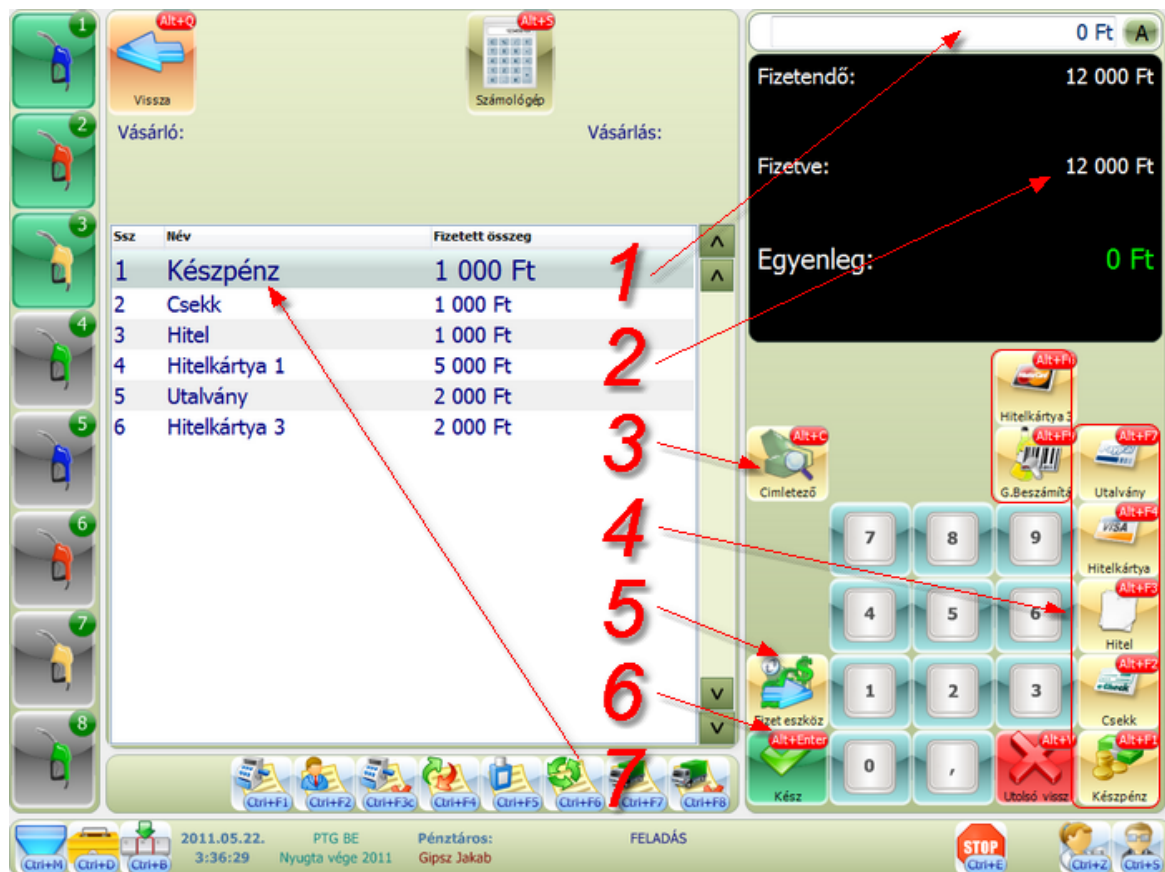 1 Alt+Q Alt+S
Vissza Számológép
0 Ft A
2 Vásárló: Vásárlás:
Fizetendő: 12 000 Ft
Fizetve: 12 000 Ft
Egyenleg: 0 Ft
3 Ssz Név Fizetett összeg
1 Készpénz 1 000 Ft
2 Csekk 1 000 Ft
3 Hitel 1 000 Ft
4 Hitelkártya 1 5 000 Ft
5 Utalvány 2 000 Ft
6 Hitelkártya 3 2 000 Ft
4
5
6
7
8
1
2
3
4
5
6
7
Hitelkártya 3
Alt+C Alt+F7
Cimletező G.Beszámítá Utalvány
Alt+F4
7 8 9 VISA
Hitelkártya
Alt+F3
4 5 6
Hitel
Alt+F2
1 2 3
Fizet eszköz Csekk
Alt+Enter Alt+V Alt+F1
0 ,
Kész Utolsó vissz Készpénz
Ctrl+F1 Ctrl+F2 Ctrl+F3c Ctrl+F4 Ctrl+F5 Ctrl+F6 Ctrl+F7 Ctrl+F8
2011.05.22. PTG BE Pénztáros: FELADÁS
3:36:29 Nyugta vége 2011 Gipsz Jakab
STOP
Ctrl+M Ctrl+D Ctrl+B Ctrl+E Ctrl+Z Ctrl+S